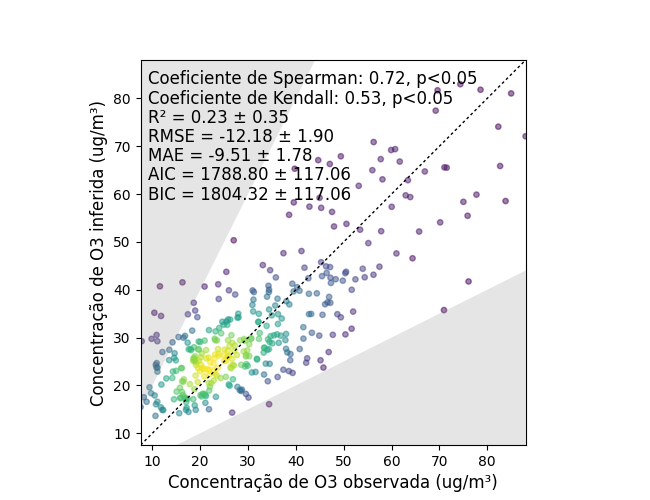 Coeficiente de Spearman: 0.72, p<0.05
Coeficiente de Kendall: 0.53, p<0.05
R² = 0.23 ± 0.35
RMSE = -12.18 ± 1.90
MAE = -9.51 ± 1.78
AIC = 1788.80 ± 117.06
BIC = 1804.32 ± 117.06
Concentração de O3 inferida (ug/m³)
80
70
60
50
40
30
20
10
10 20 30 40 50 60 70 80
Concentração de O3 observada (ug/m³)